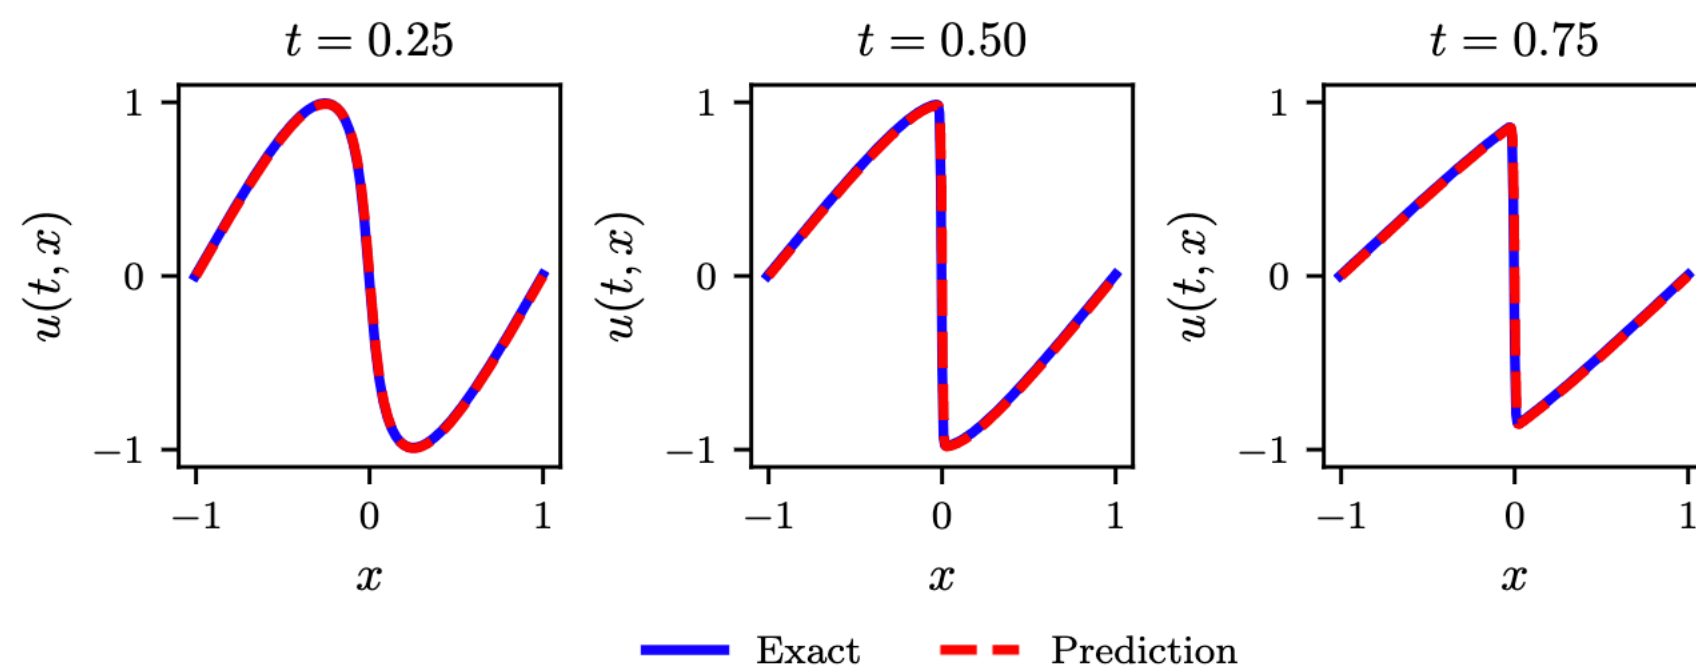 t = 0.25
t = 0.50
t = 0.75
1
0
−1
u(t, x)
−1 0 1
x
1
0
−1
u(t, x)
−1 0 1
x
1
0
−1
u(t, x)
−1 0 1
x
Exact Prediction